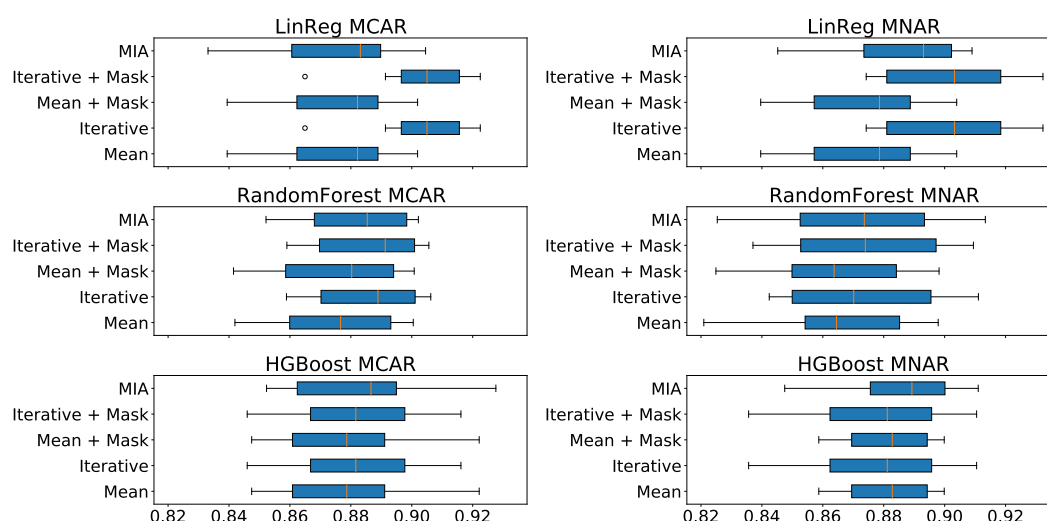 LinReg MCAR
MIA
Iterative + Mask
Mean + Mask
Iterative
Mean
LinReg MNAR
MIA
Iterative + Mask
Mean + Mask
Iterative
Mean
RandomForest MCAR
MIA
Iterative + Mask
Mean + Mask
Iterative
Mean
RandomForest MNAR
MIA
Iterative + Mask
Mean + Mask
Iterative
Mean
HGBoost MCAR
MIA
Iterative + Mask
Mean + Mask
Iterative
Mean
0.82 0.84 0.86 0.88 0.90 0.92
HGBoost MNAR
MIA
Iterative + Mask
Mean + Mask
Iterative
Mean
0.82 0.84 0.86 0.88 0.90 0.92